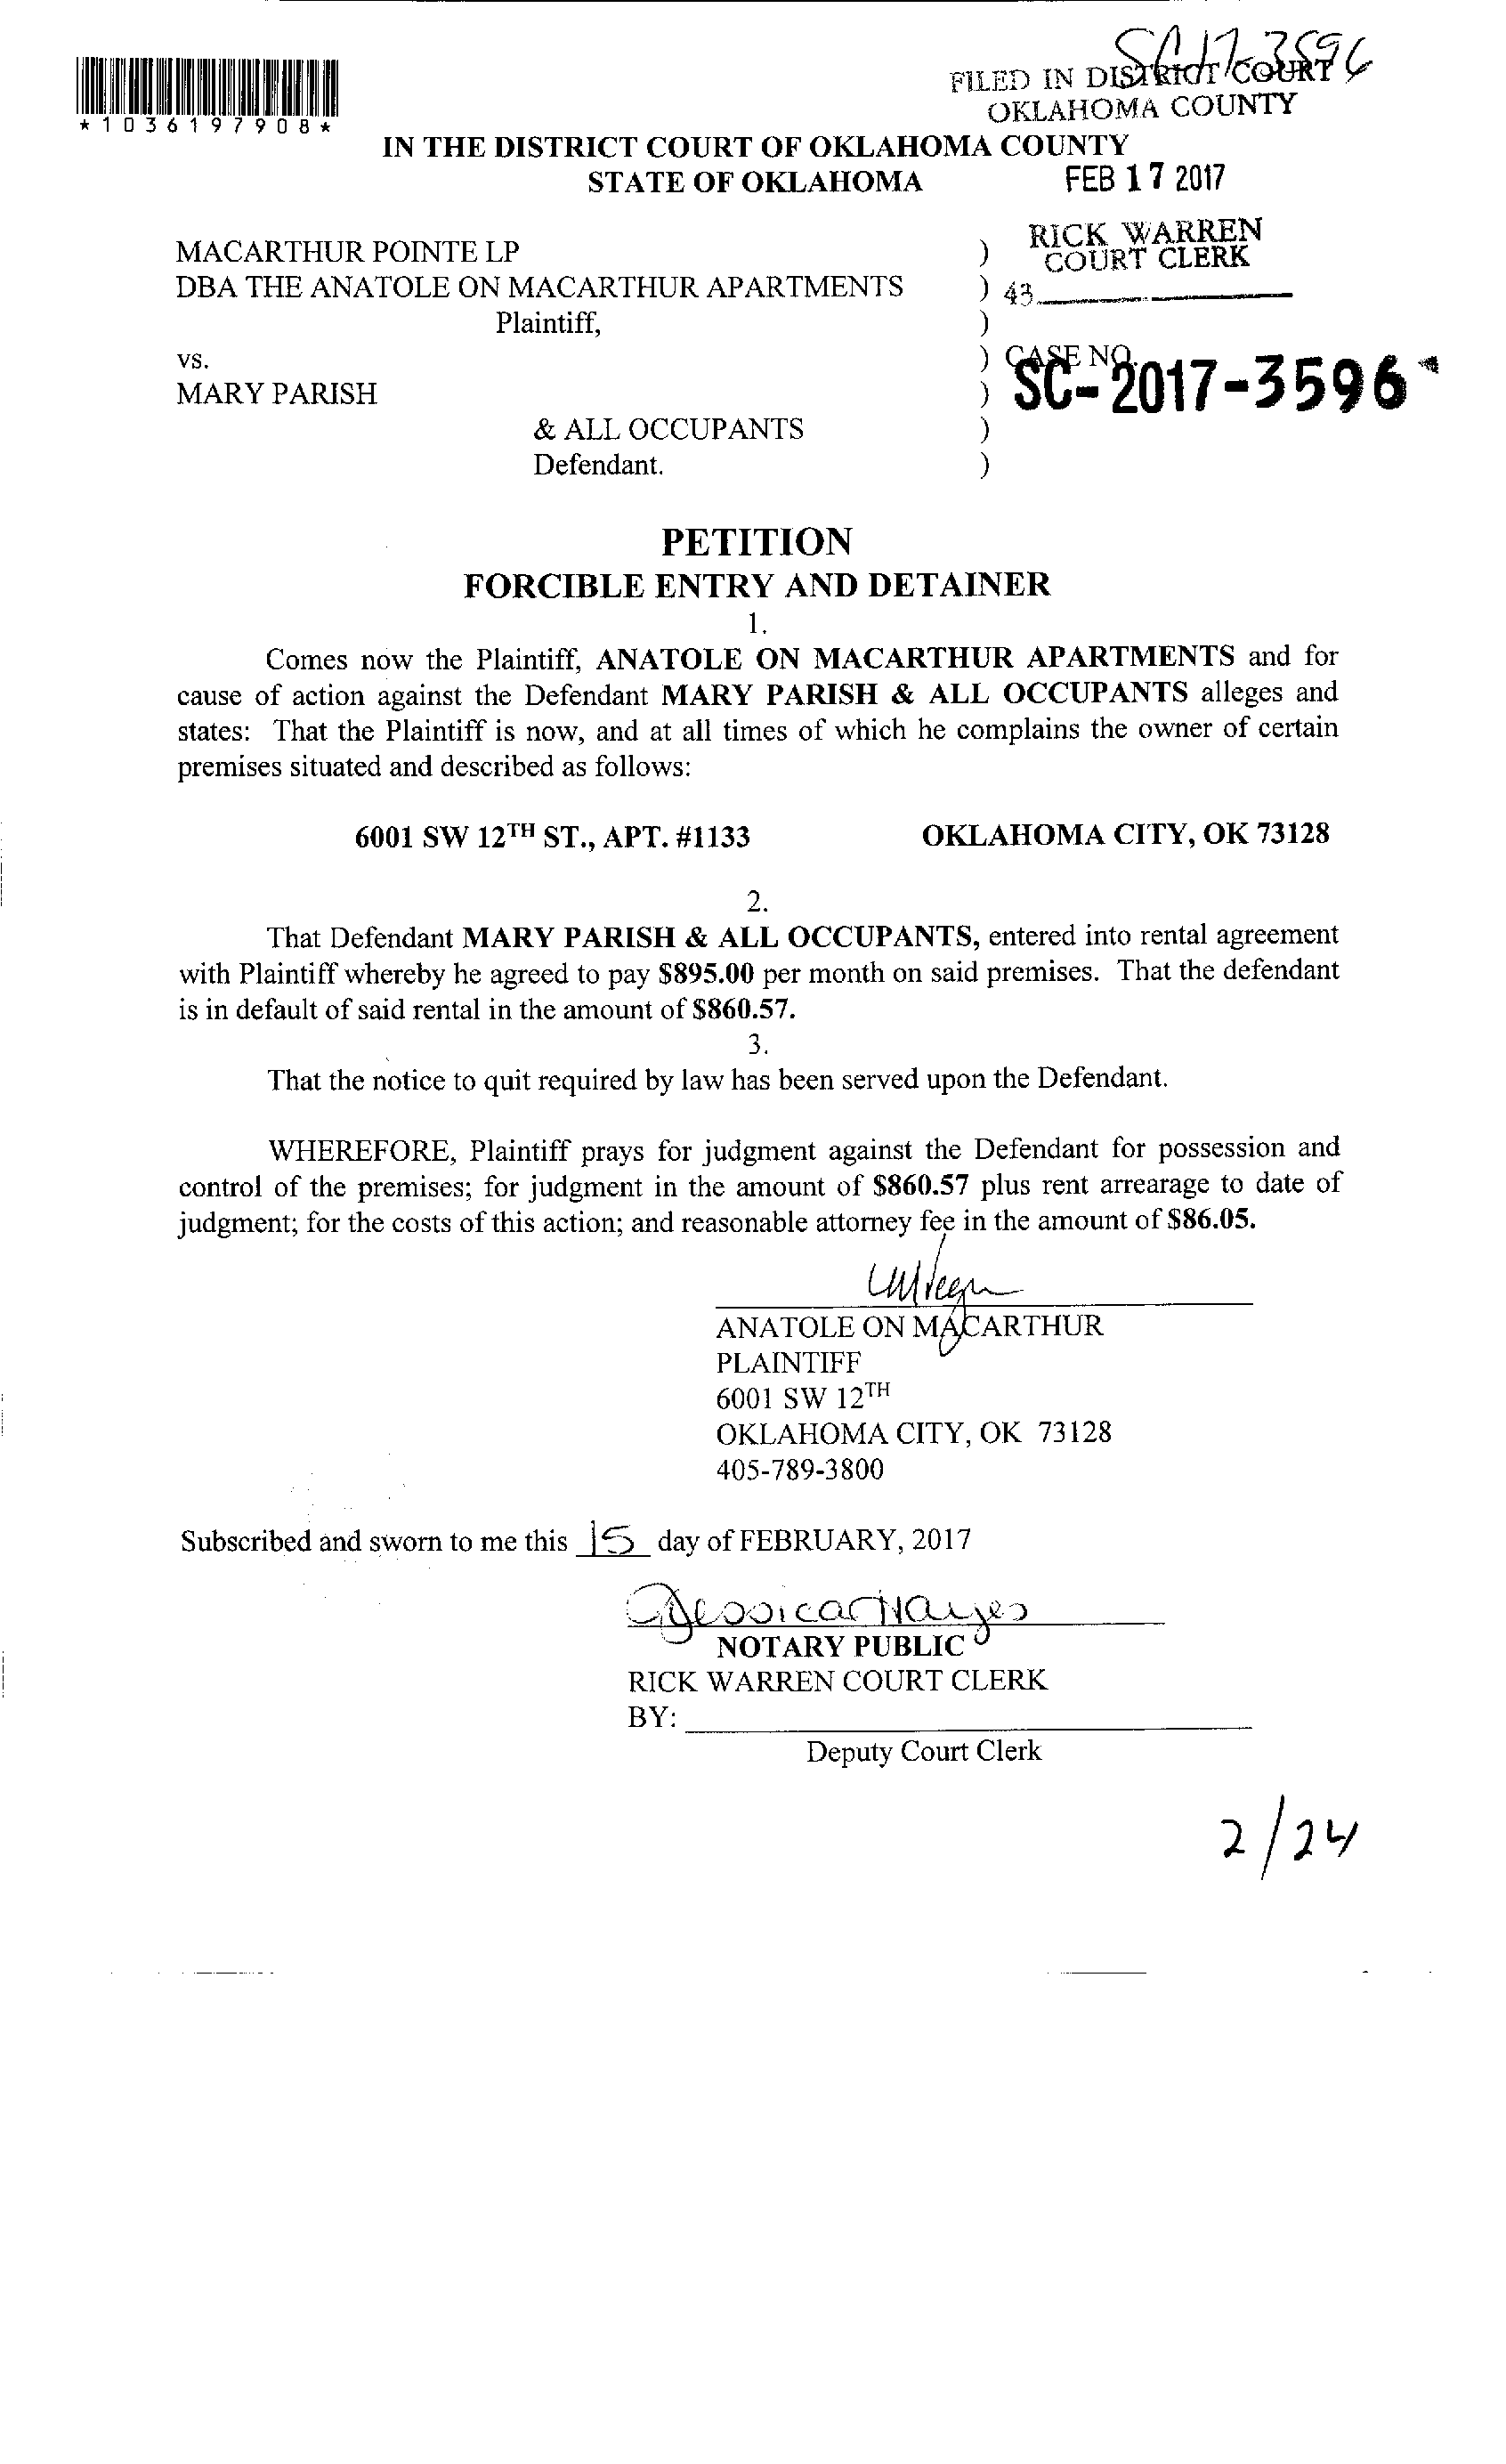 SC17-3596
FILED IN DISTRICT COURT
OKLAHOMA COUNTY
*1036197908*
IN THE DISTRICT COURT OF OKLAHOMA COUNTY
STATE OF OKLAHOMA
FEB 17 2017
RICK WARREN
COURT CLERK
43
MACARTHUR POINTE LP )
DBA THE ANATOLE ON MACARTHUR APARTMENTS )
Plaintiff, )
vs. ) CASE NO.
SC-2017-3596
MARY PARISH )
& ALL OCCUPANTS )
Defendant. )
PETITION
FORCIBLE ENTRY AND DETAINER
1.
Comes now the Plaintiff, ANATOLE ON MACARTHUR APARTMENTS and for
cause of action against the Defendant MARY PARISH & ALL OCCUPANTS alleges and
states: That the Plaintiff is now, and at all times of which he complains the owner of certain
premises situated and described as follows:
6001 SW 12TH ST., APT. #1133 OKLAHOMA CITY, OK 73128
2.
That Defendant MARY PARISH & ALL OCCUPANTS, entered into rental agreement
with Plaintiff whereby he agreed to pay $895.00 per month on said premises. That the defendant
is in default of said rental in the amount of $860.57.
3.
That the notice to quit required by law has been served upon the Defendant.
WHEREFORE, Plaintiff prays for judgment against the Defendant for possession and
control of the premises; for judgment in the amount of $860.57 plus rent arrearage to date of
judgment; for the costs of this action; and reasonable attorney fee in the amount of $86.05.
ANATOLE ON MACARTHUR
PLAINTIFF
6001 SW 12TH
OKLAHOMA CITY, OK 73128
405-789-3800
Subscribed and sworn to me this 15 day of FEBRUARY, 2017
Jessica Hayes
NOTARY PUBLIC
RICK WARREN COURT CLERK
BY:
Deputy Court Clerk
2/24